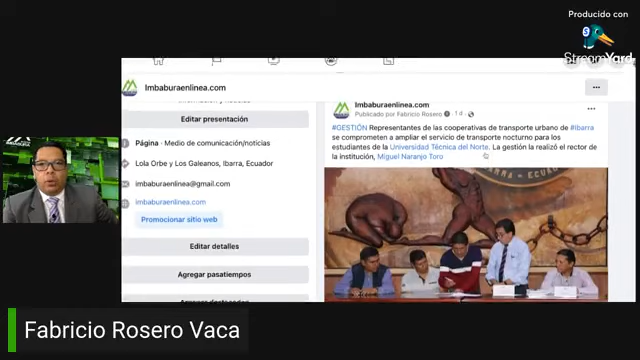 Producido con
StreamYard
Imbaburaenlinea.com
Editar presentación
Página · Medio de comunicación/noticias
Lola Orbe y Los Galeanos, Ibarra, Ecuador
imbaburaenlinea@gmail.com
imbaburaenlinea.com
Promocionar sitio web
Editar detalles
Agregar pasatiempos
Imbaburaenlinea.com
Publicado por Fabricio Rosero · 1 d ·
#GESTIÓN Representantes de las cooperativas de transporte urbano de #Ibarra
se comprometen a ampliar el servicio de transporte nocturno para los
estudiantes de la Universidad Técnica del Norte. La gestión la realizó el rector de
la institución, Miguel Naranjo Toro
ECUADOR
Fabricio Rosero Vaca